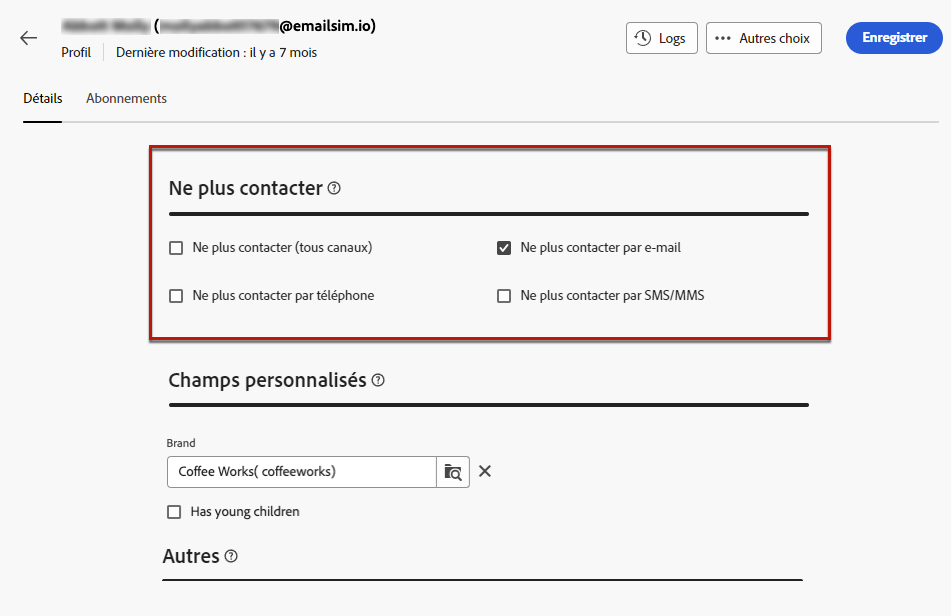 (@emailsim.io)
Logs
Autres choix
Enregistrer
Profil
Dernière modification : il y a 7 mois
Détails
Abonnements
Ne plus contacter
Ne plus contacter (tous canaux)
Ne plus contacter par e-mail
Ne plus contacter par téléphone
Ne plus contacter par SMS/MMS
Champs personnalisés
Brand
Coffee Works( coffeeworks)
Has young children
Autres